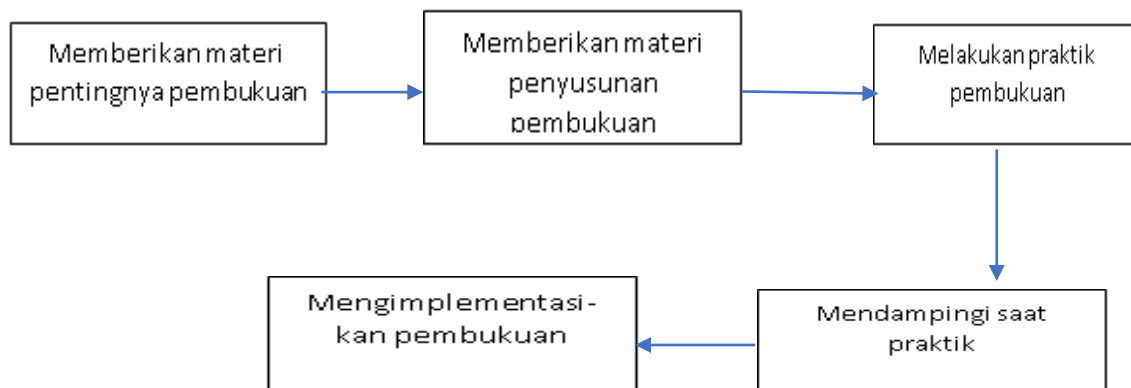 Memberikan materi
pentingnya pembukuan
Memberikan materi
penyusunan
pembukuan
Melakukan praktik
pembukuan
Mendampingi saat
praktik
Mengimplementasi-
kan pembukuan